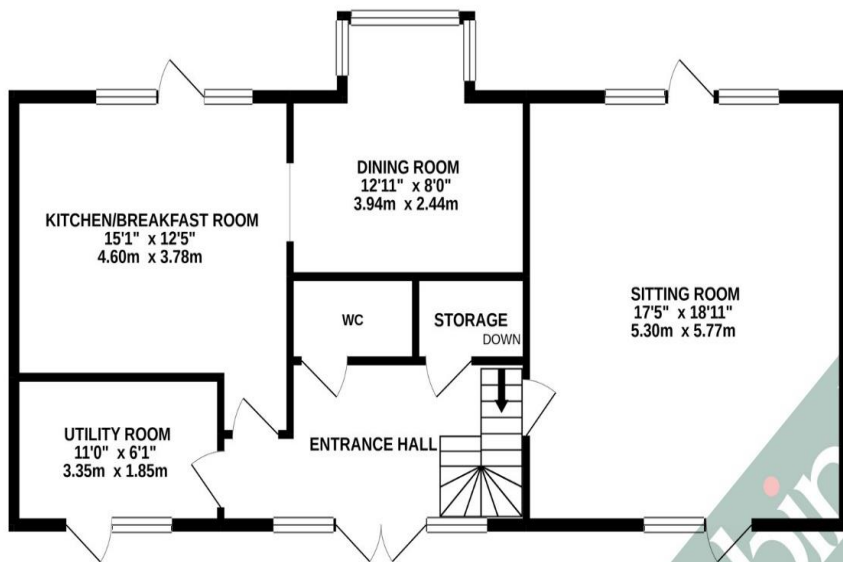 DINING ROOM
12'11" x 8'0"
3.94m x 2.44m
KITCHEN/BREAKFAST ROOM
15'1" x 12'5"
4.60m x 3.78m
SITTING ROOM
17'5" x 18'11"
5.30m x 5.77m
WC
STORAGE
DOWN
UTILITY ROOM
11'0" x 6'1"
3.35m x 1.85m
ENTRANCE HALL